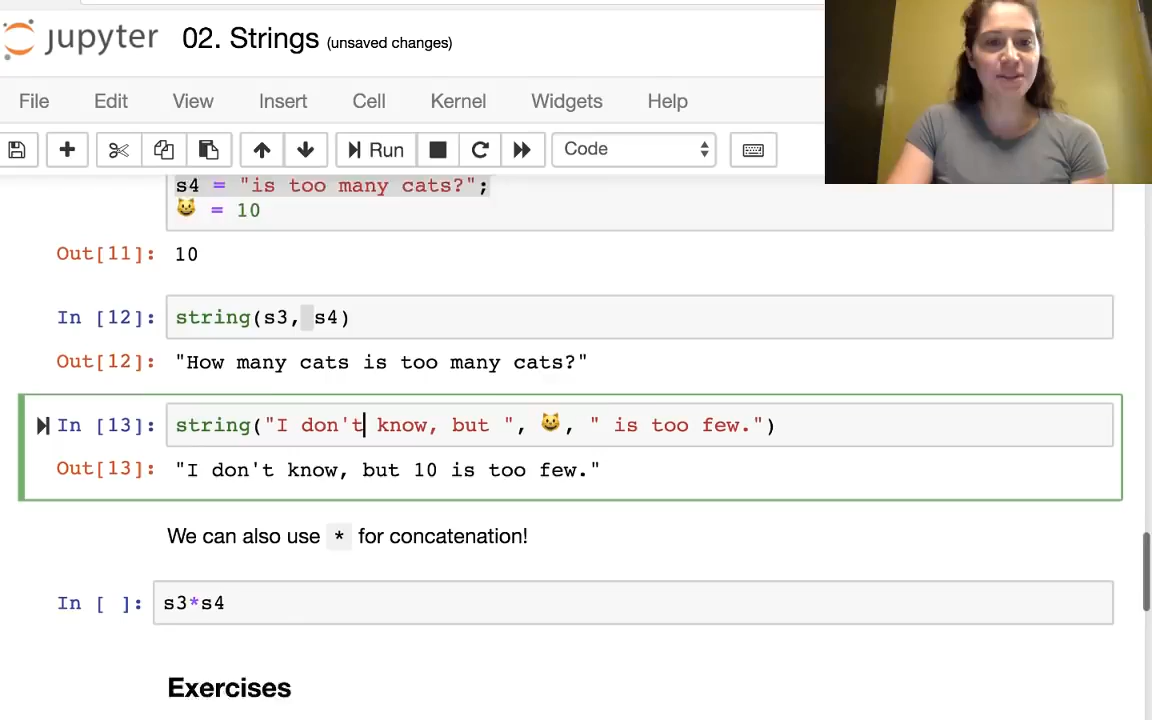 jupyter 02. Strings (unsaved changes)
File Edit View Insert Cell Kernel Widgets Help
Run Code
s4 = "is too many cats?";
😺 = 10
Out[11]: 10
In [12]: string(s3, s4)
Out[12]: "How many cats is too many cats?"
In [13]: string("I don't know, but ", 😺, " is too few.")
Out[13]: "I don't know, but 10 is too few."
We can also use * for concatenation!
In [ ]: s3*s4
Exercises